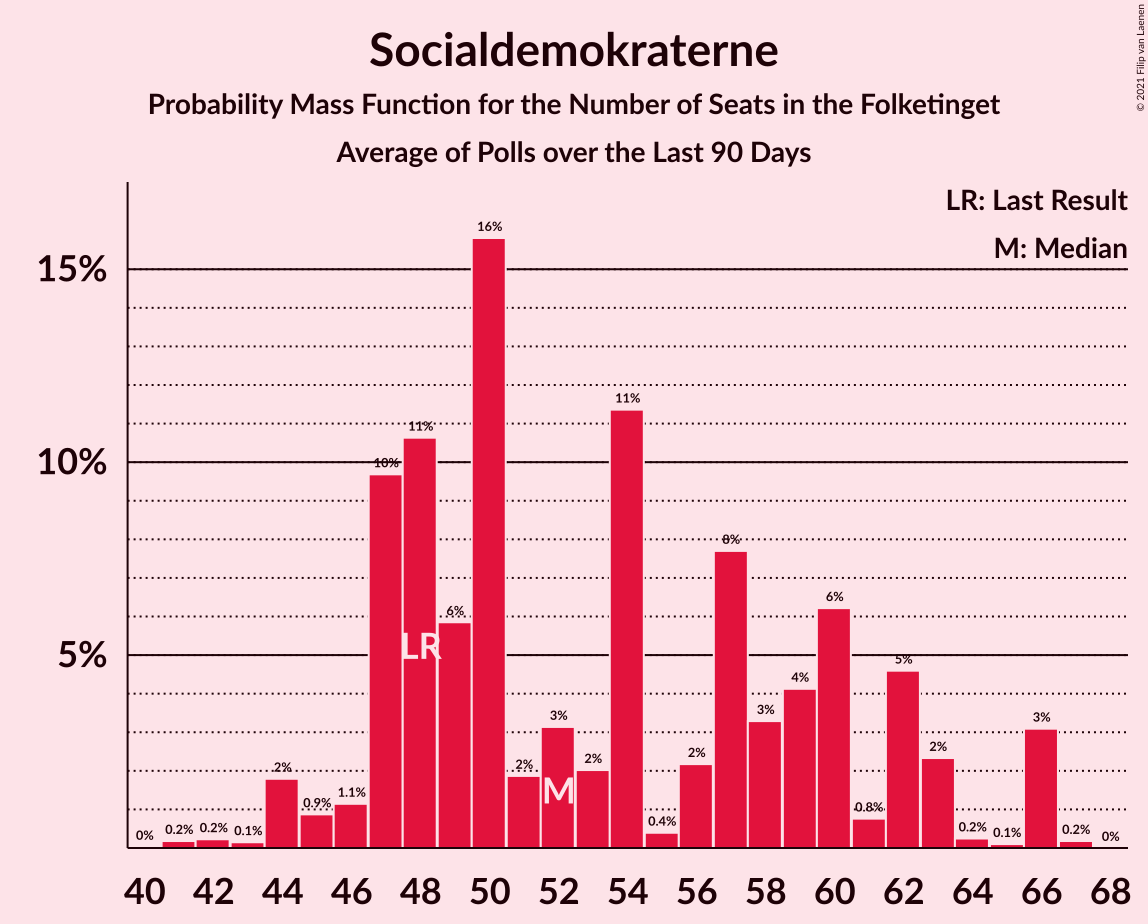 © 2021 Filip van Laenen
Socialdemokraterne
Probability Mass Function for the Number of Seats in the Folketinget
Average of Polls over the Last 90 Days
LR: Last Result
M: Median
15%
10%
5%
0% 0.2% 0.2% 0.1% 2% 0.9% 1.1% 10% 11% 6% 16% 2% 3% 2% 11% 0.4% 2% 8% 3% 4% 6% 0.8% 5% 2% 0.2% 0.1% 3% 0.2% 0%
LR
M
40 42 44 46 48 50 52 54 56 58 60 62 64 66 68